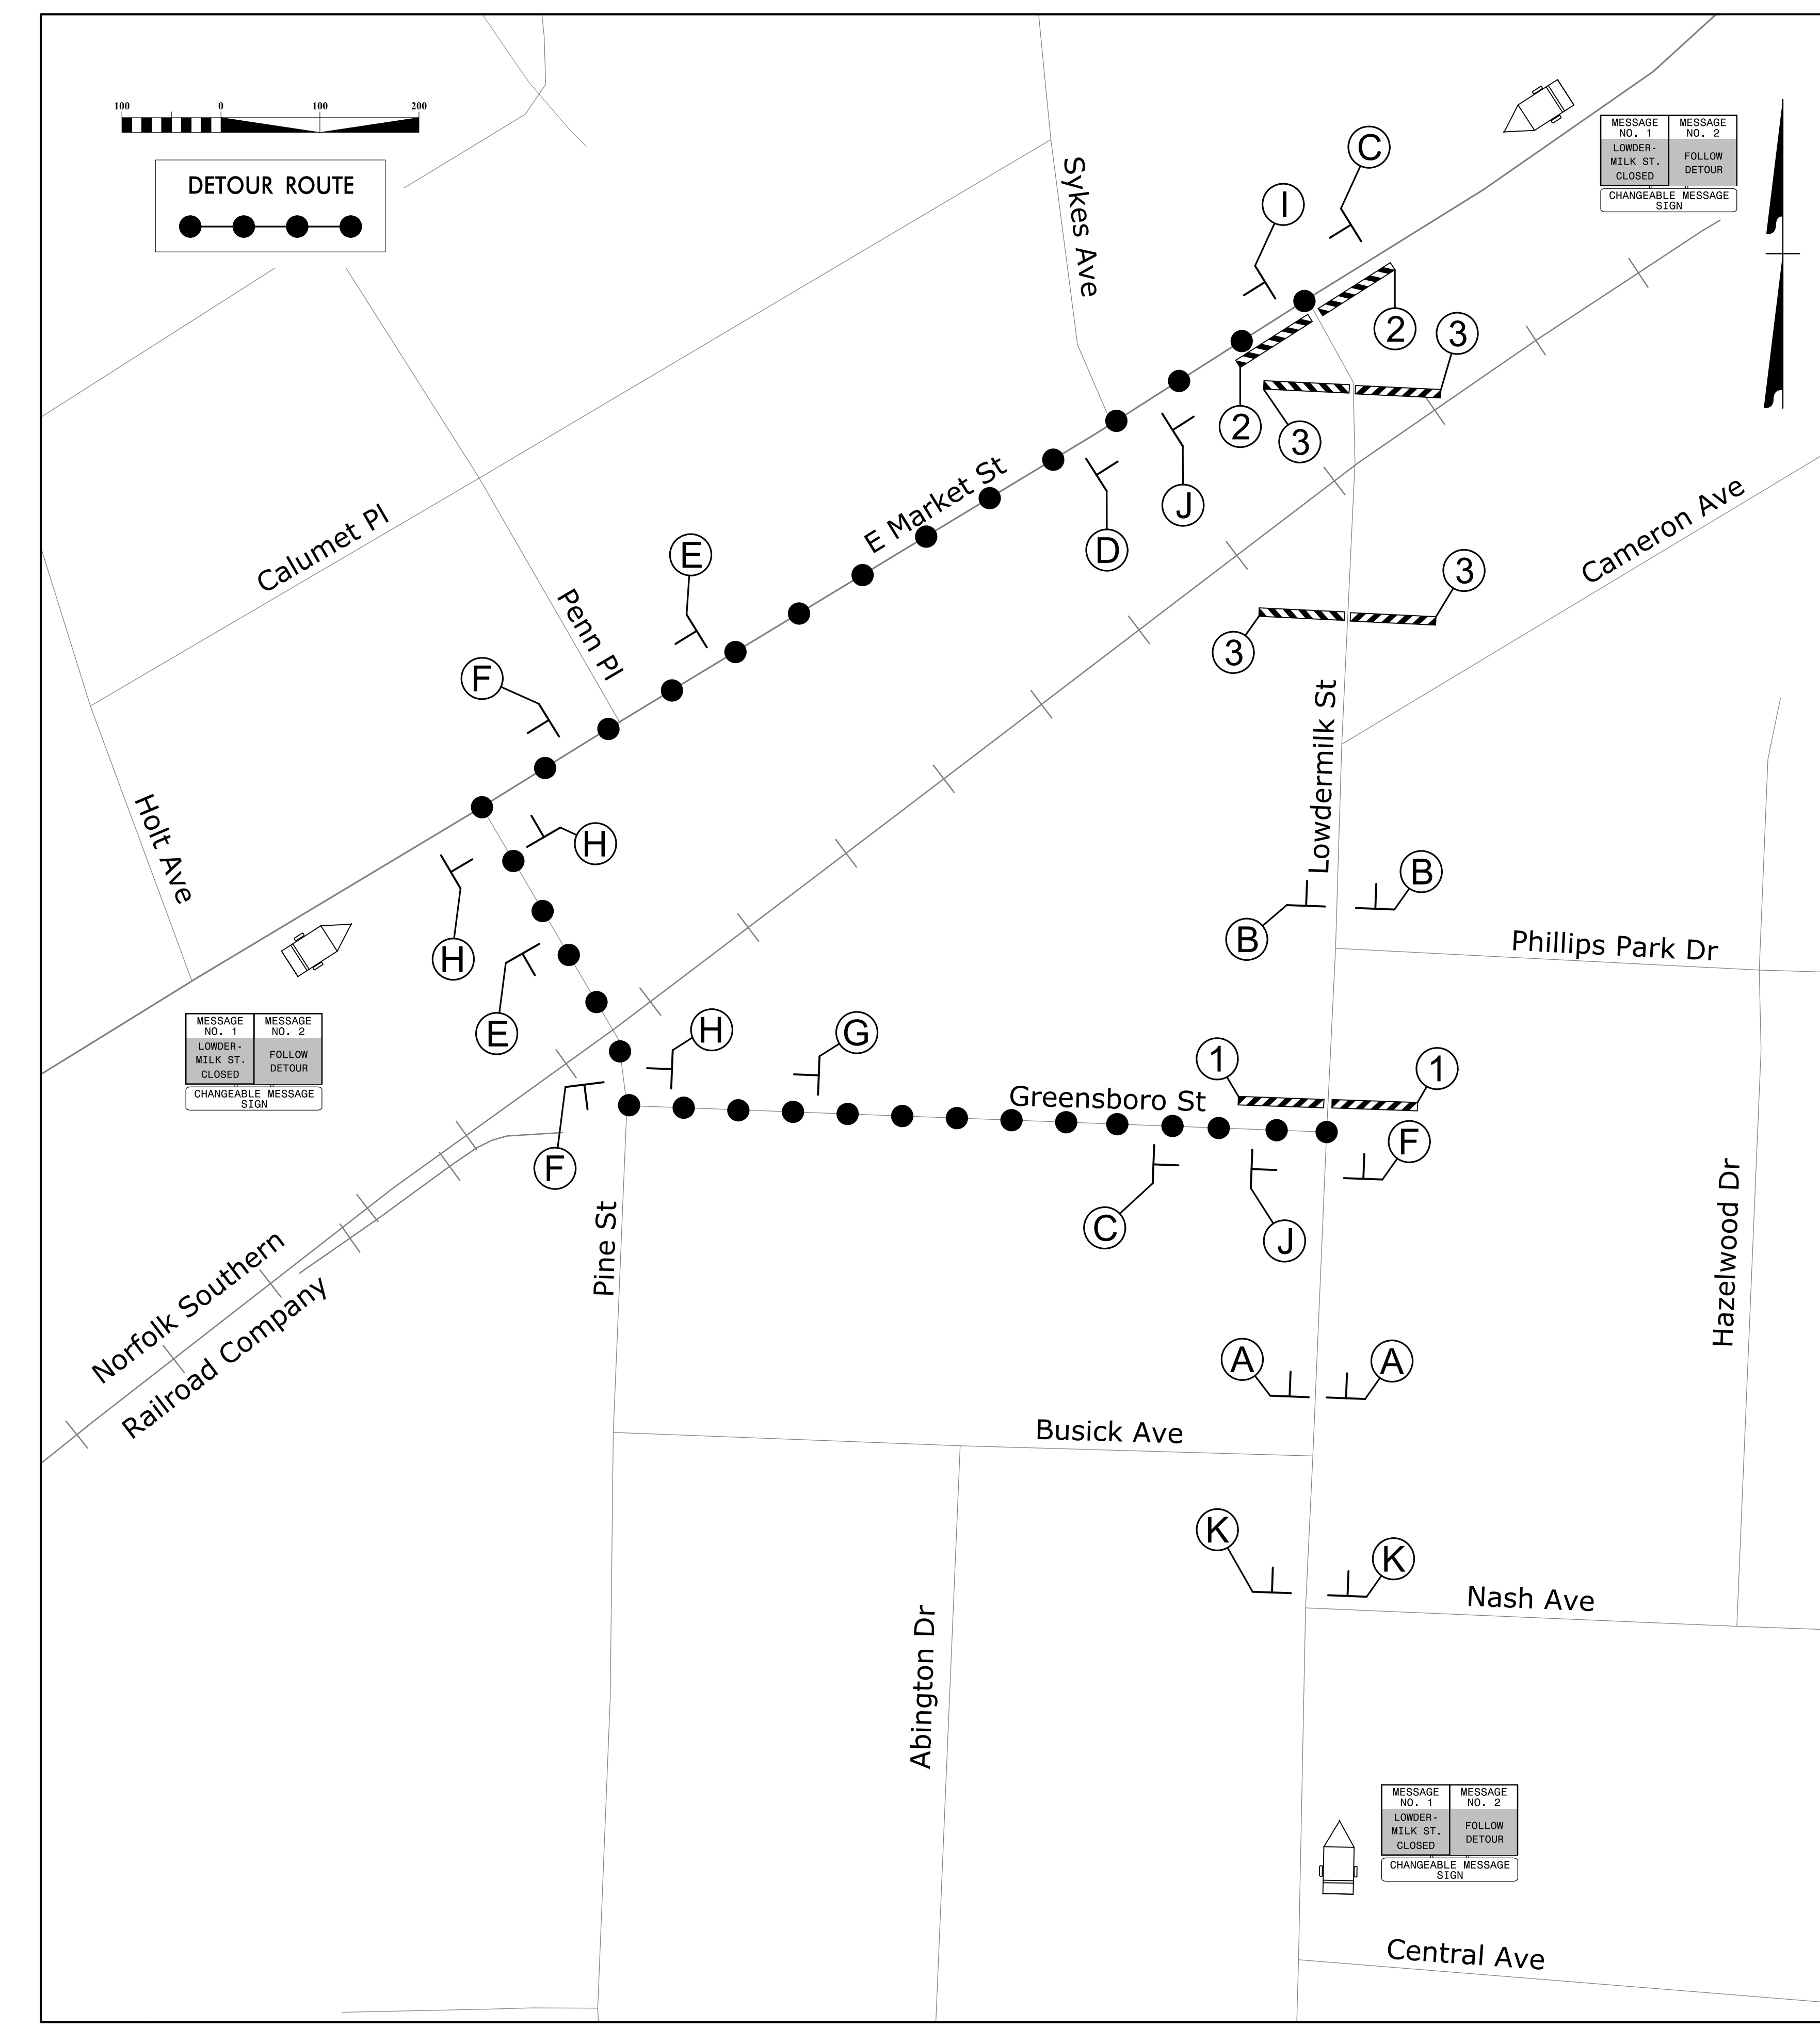 100 0 100 200
DETOUR ROUTE
Sykes Ave
C
I
MESSAGE NO. 1
MESSAGE NO. 2
LOWDER-
MILK ST.
CLOSED
FOLLOW
DETOUR
CHANGEABLE MESSAGE
SIGN
2
3
2
3
J
D
E Market St
Calumet Pl
Cameron Ave
E
Penn Pl
3
3
F
Lowdermilk St
Holt Ave
H
B
B
H
Phillips Park Dr
E
MESSAGE NO. 1
MESSAGE NO. 2
LOWDER-
MILK ST.
CLOSED
FOLLOW
DETOUR
CHANGEABLE MESSAGE
SIGN
H
G
1
1
Greensboro St
F
F
C
J
Pine St
Hazelwood Dr
Norfolk Southern
Railroad Company
A
A
Busick Ave
K
K
Nash Ave
Abington Dr
MESSAGE NO. 1
MESSAGE NO. 2
LOWDER-
MILK ST.
CLOSED
FOLLOW
DETOUR
CHANGEABLE MESSAGE
SIGN
Central Ave